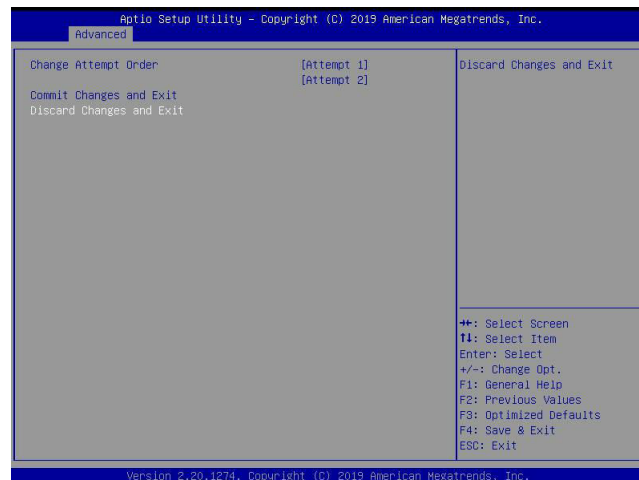 Aptio Setup Utility – Copyright (C) 2019 American Megatrends, Inc.
Advanced
Change Attempt Order [Attempt 1]
[Attempt 2]
Commit Changes and Exit
Discard Changes and Exit
Discard Changes and Exit
→←: Select Screen
↑↓: Select Item
Enter: Select
+/-: Change Opt.
F1: General Help
F2: Previous Values
F3: Optimized Defaults
F4: Save & Exit
ESC: Exit
Version 2.20.1274. Copyright (C) 2019 American Megatrends, Inc.